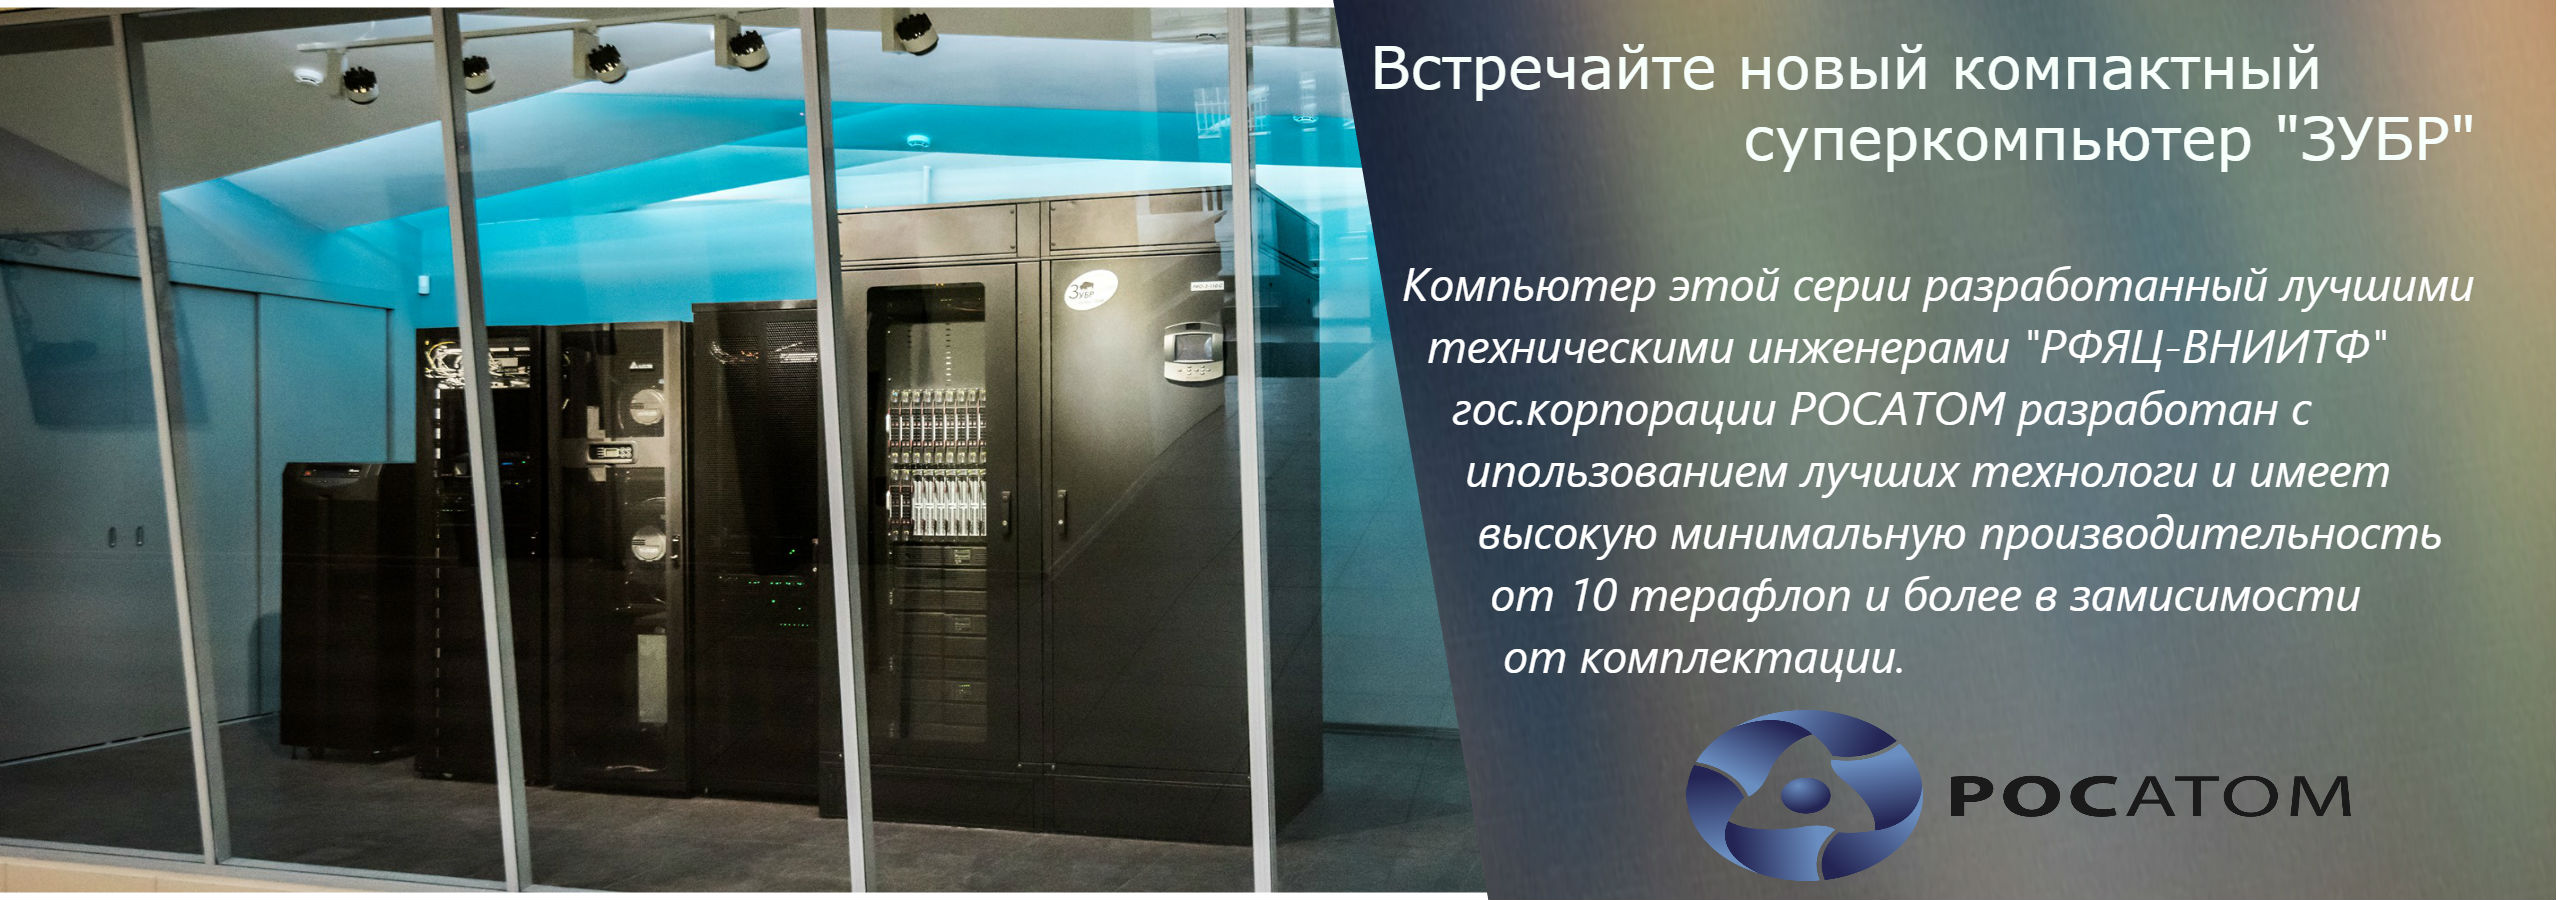 Встречайте новый компактный
суперкомпьютер "ЗУБР"
Компьютер этой серии разработанный лучшими
техническими инженерами "РФЯЦ-ВНИИТФ"
гос.корпорации РОСАТОМ разработан с
ипользованием лучших технологи и имеет
высокую минимальную производительность
от 10 терафлоп и более в замисимости
от комплектации.
РОСАТОМ
Зубр